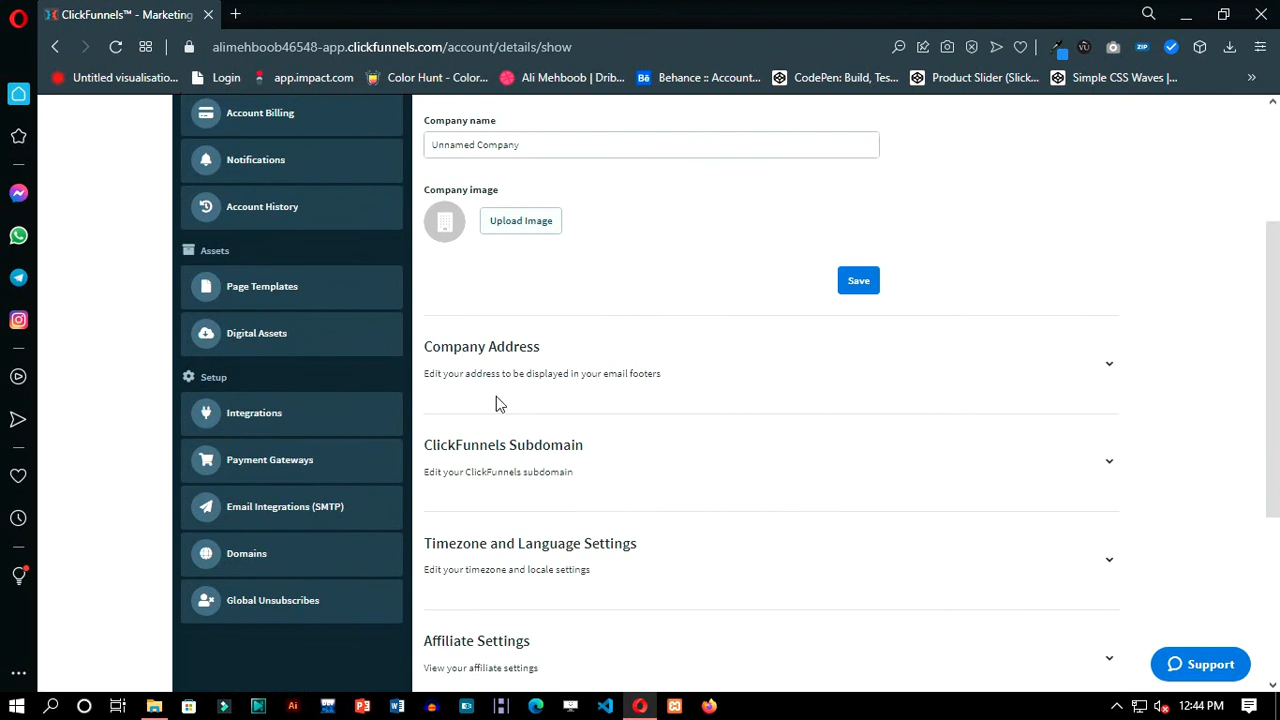 ClickFunnels™ - Marketing
alimehboob46548-app.clickfunnels.com/account/details/show
Untitled visualisatio...
Login
app.impact.com
Color Hunt - Color...
Ali Mehboob | Drib...
Behance :: Account...
CodePen: Build, Tes...
Product Slider (Slick...
Simple CSS Waves |...
Account Billing
Notifications
Account History
Assets
Page Templates
Digital Assets
Setup
Integrations
Payment Gateways
Email Integrations (SMTP)
Domains
Global Unsubscribes
Company name
Unnamed Company
Company image
Upload Image
Save
Company Address
Edit your address to be displayed in your email footers
ClickFunnels Subdomain
Edit your ClickFunnels subdomain
Timezone and Language Settings
Edit your timezone and locale settings
Affiliate Settings
View your affiliate settings
Support
12:44 PM